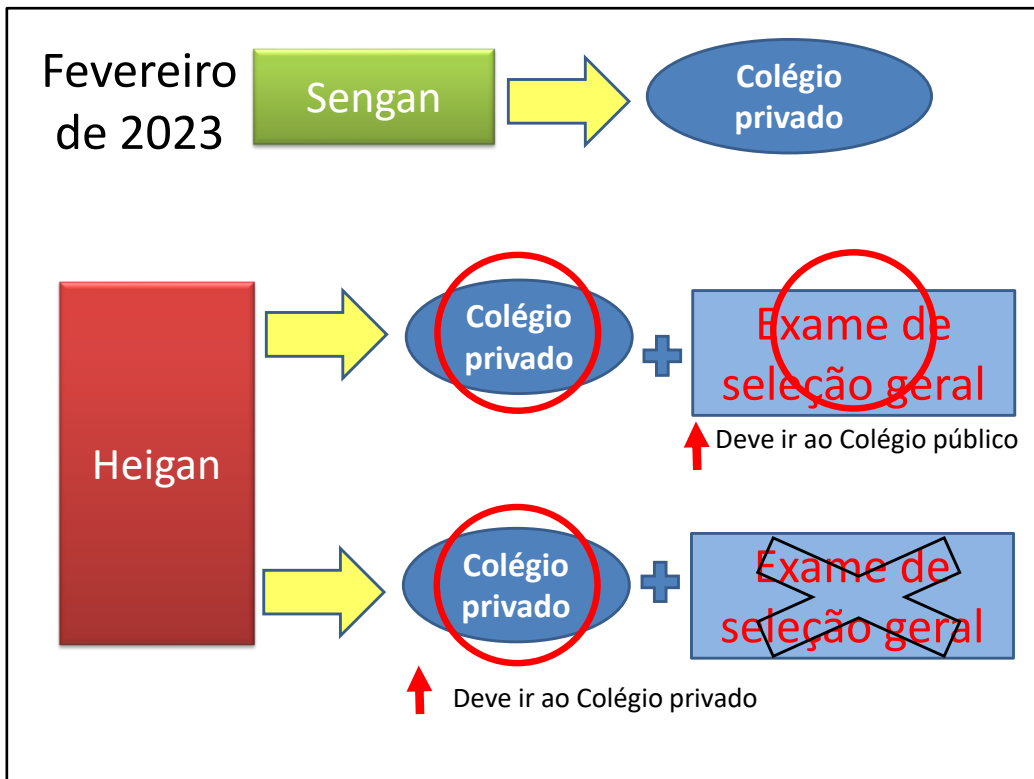 Fevereiro
de 2023
Sengan
Colégio
privado
Heigan
Colégio
privado
Exame de
seleção geral
Deve ir ao Colégio público
Colégio
privado
Exame de
seleção geral
Deve ir ao Colégio privado